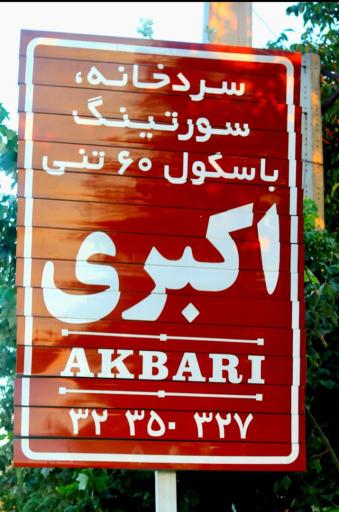 سردخانه،
سورتینگ
باسکول ۶۰ تنی
اکبری
AKBARI
۳۲ ۳۵۰ ۳۲۷